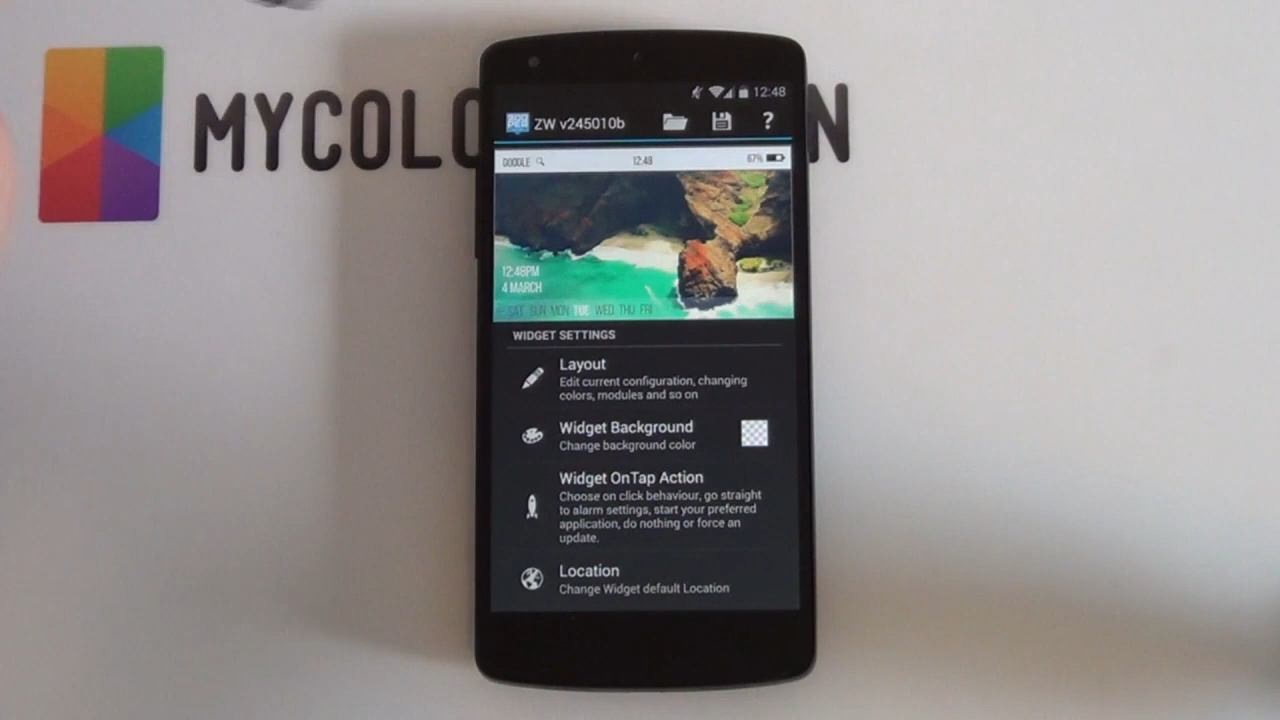 MYCOLO N
12:48
ZW v245010b
?
GOOGLE 12:48 67%
12:48PM
4 MARCH
SAT SUN MON TUE WED THU FRI
WIDGET SETTINGS
Layout
Edit current configuration, changing
colors, modules and so on
Widget Background
Change background color
Widget OnTap Action
Choose on click behaviour, go straight
to alarm settings, start your preferred
application, do nothing or force an
update.
Location
Change Widget default Location